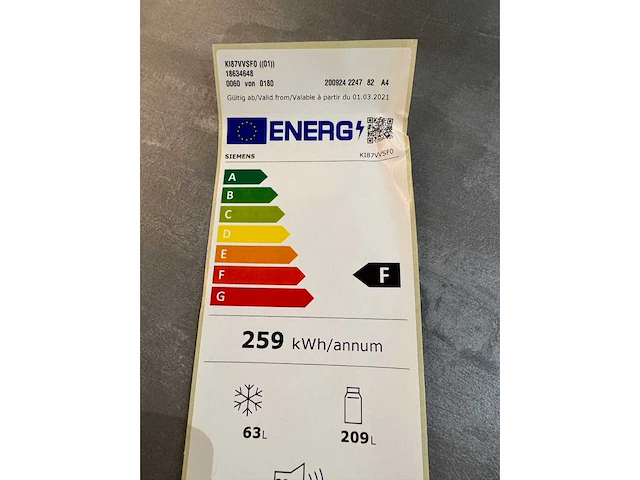 KI87VVSF0 ((01))
18634648
0060 von 0180 200924 2247 82 A4
Gültig ab/Valid from/Valable à partir du 01.03.2021
ENERG
SIEMENS KI87VVSF0
A
B
C
D
E
F F
G
259 kWh/annum
63L 209L